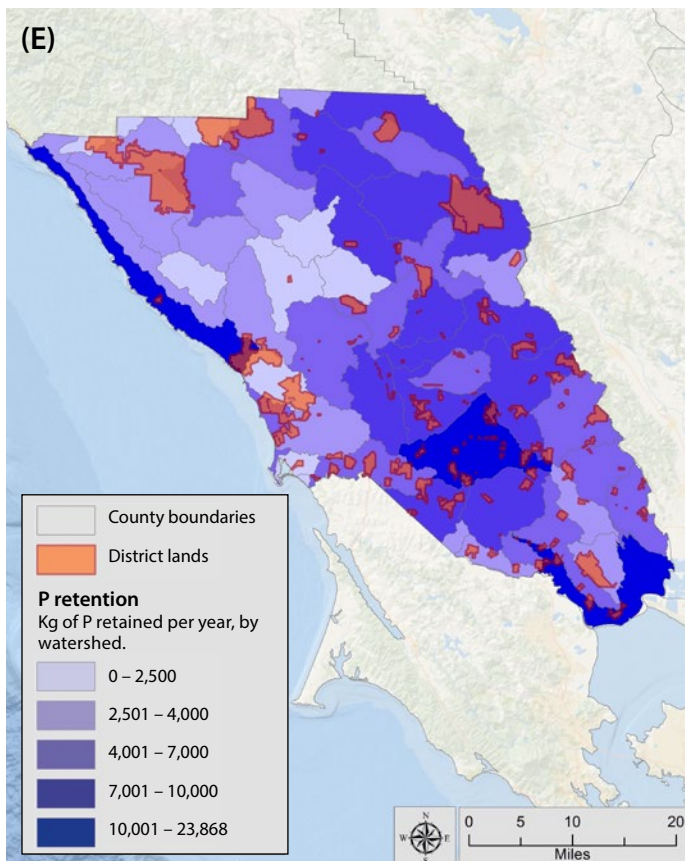 (E)
County boundaries
District lands
P retention
Kg of P retained per year, by
watershed.
0 – 2,500
2,501 – 4,000
4,001 – 7,000
7,001 – 10,000
10,001 – 23,868
N
W E
S
0 5 10 20
Miles